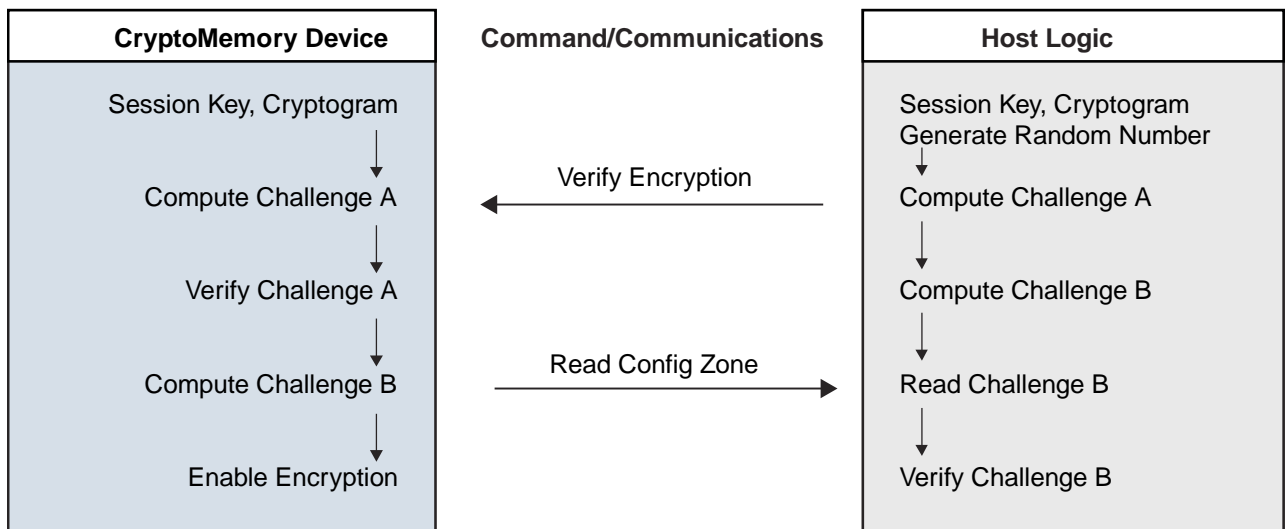 CryptoMemory Device
Command/Communications
Host Logic
Session Key, Cryptogram
Compute Challenge A
Verify Challenge A
Compute Challenge B
Enable Encryption
Verify Encryption
Read Config Zone
Session Key, Cryptogram
Generate Random Number
Compute Challenge A
Compute Challenge B
Read Challenge B
Verify Challenge B